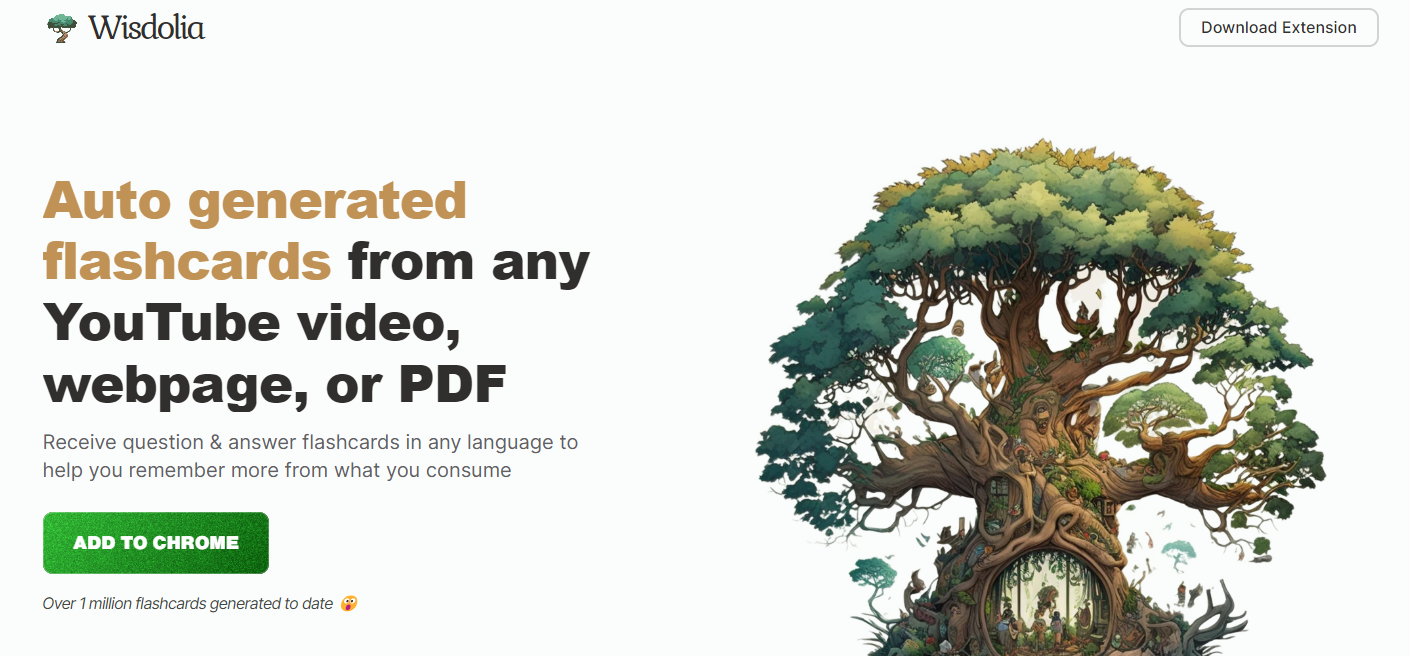 Wisdolia
Download Extension
Auto generated
flashcards from any
YouTube video,
webpage, or PDF
Receive question & answer flashcards in any language to
help you remember more from what you consume
ADD TO CHROME
Over 1 million flashcards generated to date 🤯